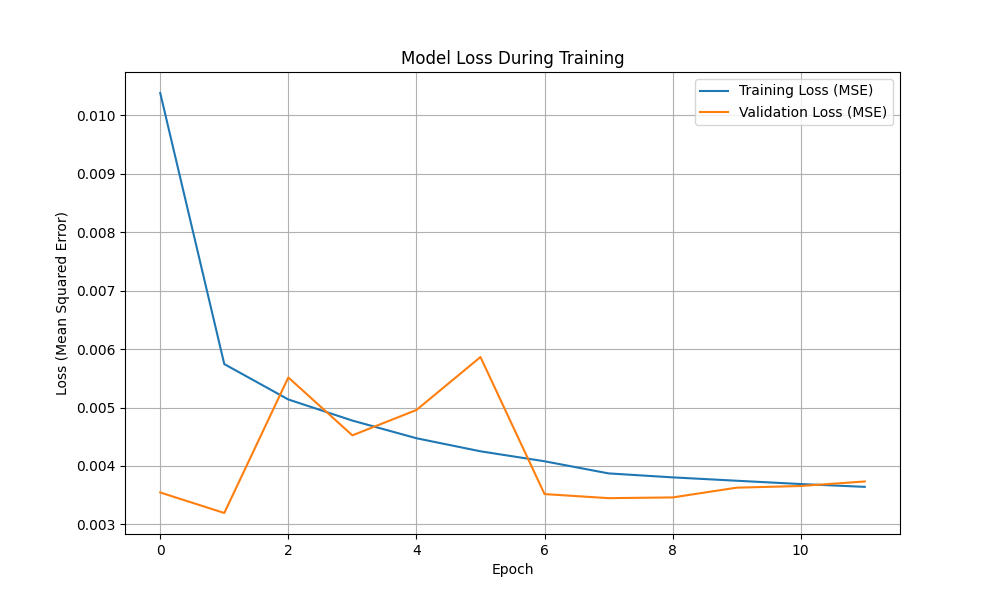 Model Loss During Training
Training Loss (MSE)
Validation Loss (MSE)
Loss (Mean Squared Error)
0.010
0.009
0.008
0.007
0.006
0.005
0.004
0.003
0 2 4 6 8 10
Epoch